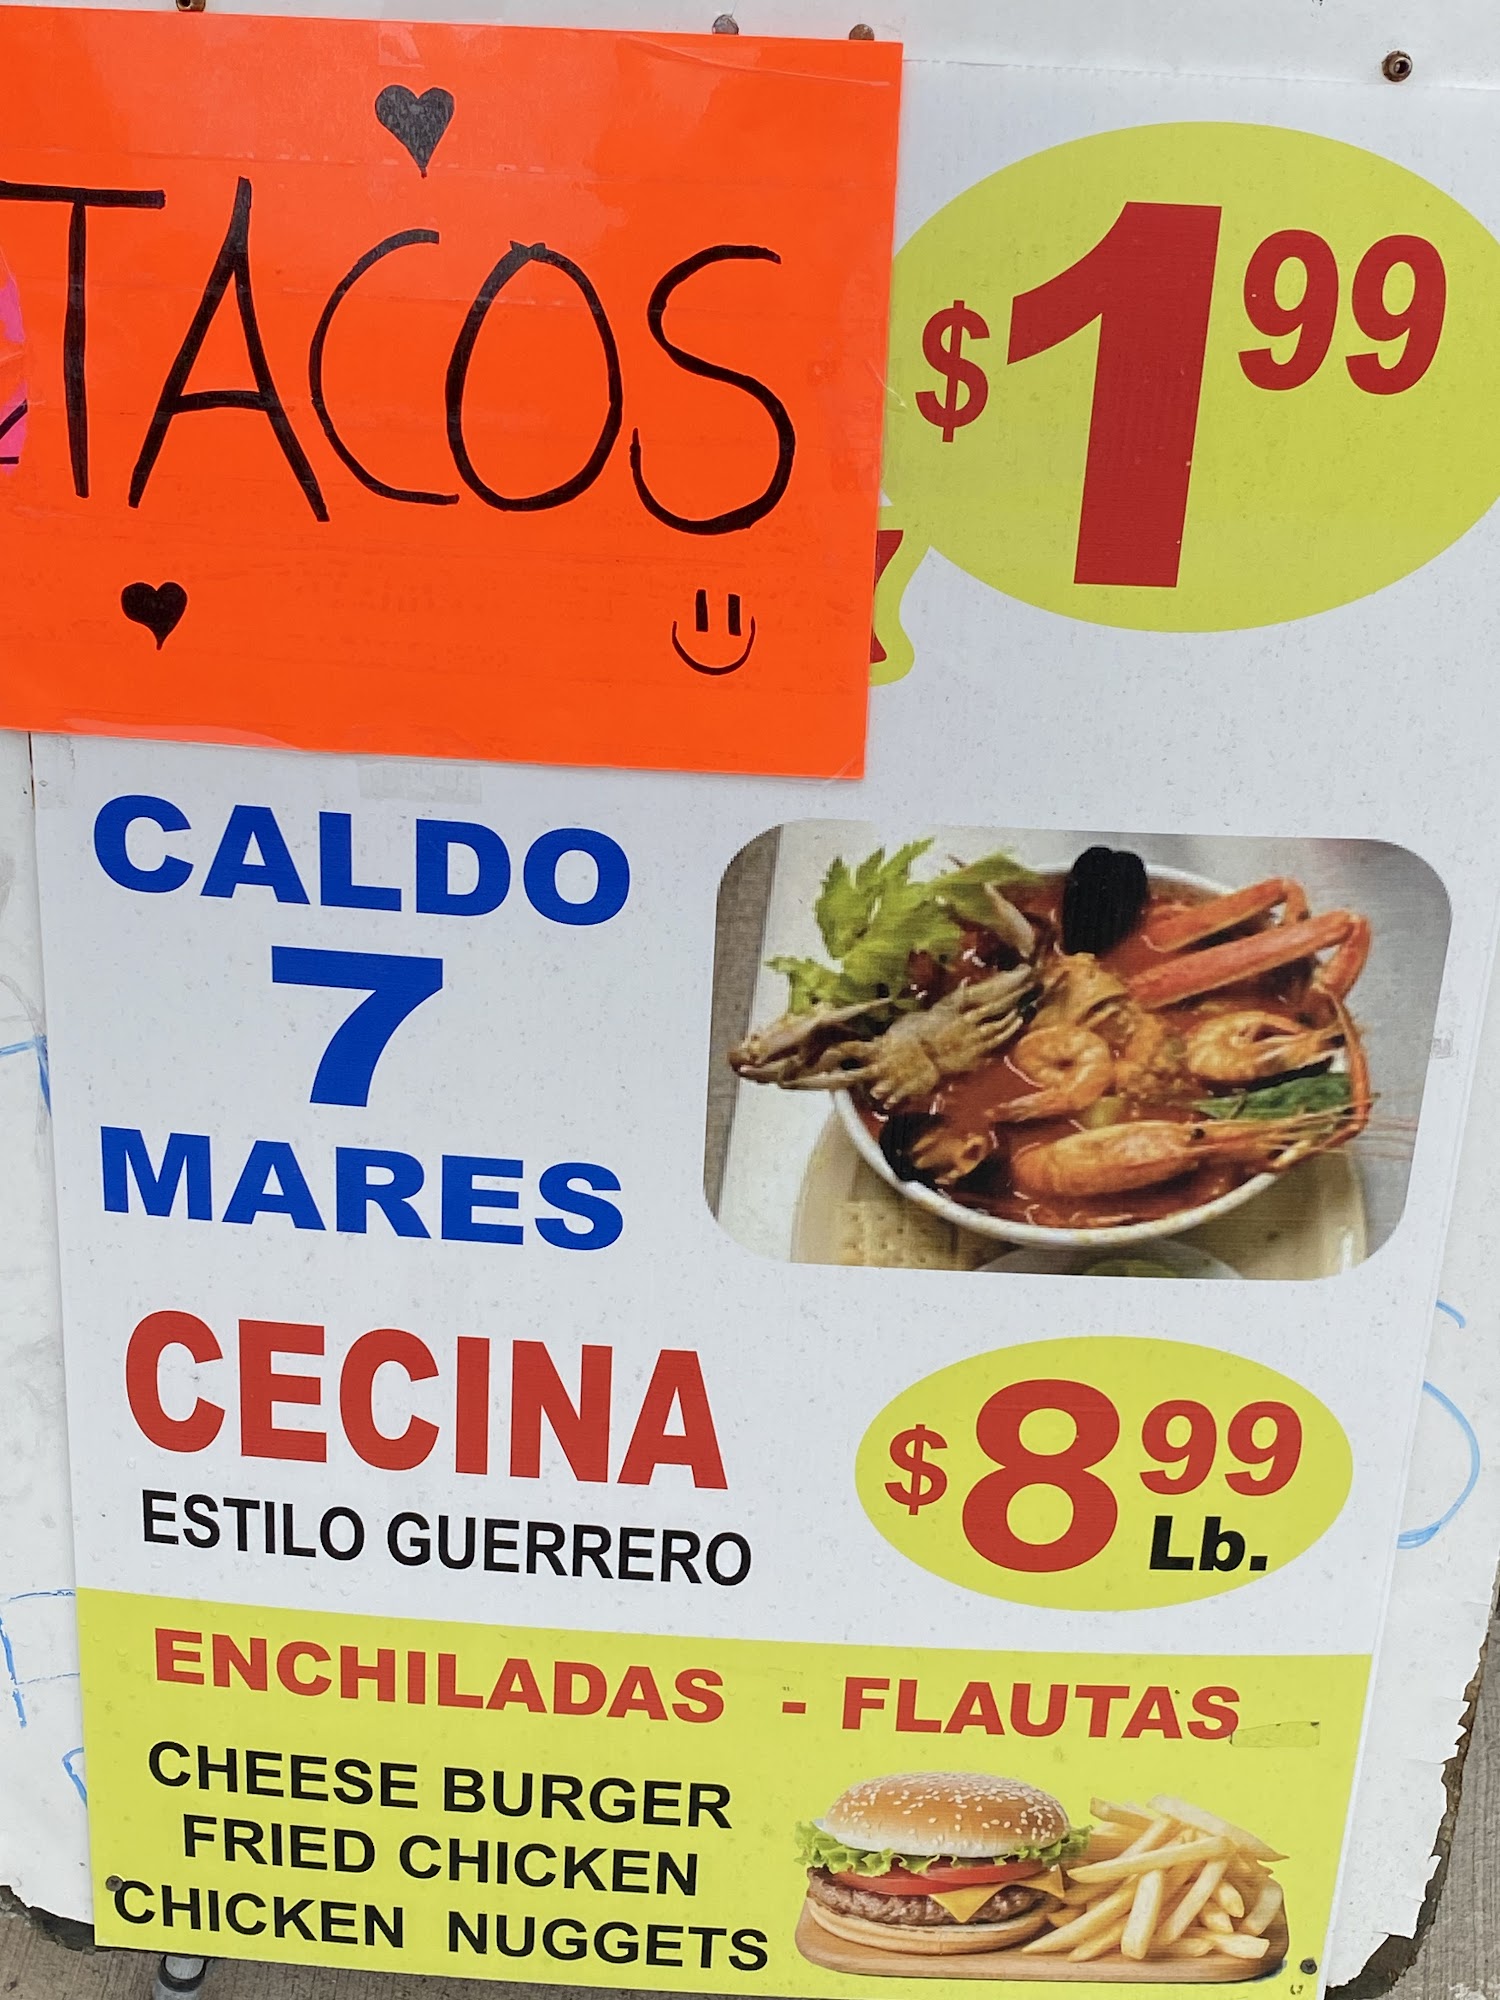 TACOS
$1 99
CALDO
7
MARES
CECINA
ESTILO GUERRERO
$8 99
Lb.
ENCHILADAS - FLAUTAS
CHEESE BURGER
FRIED CHICKEN
CHICKEN NUGGETS